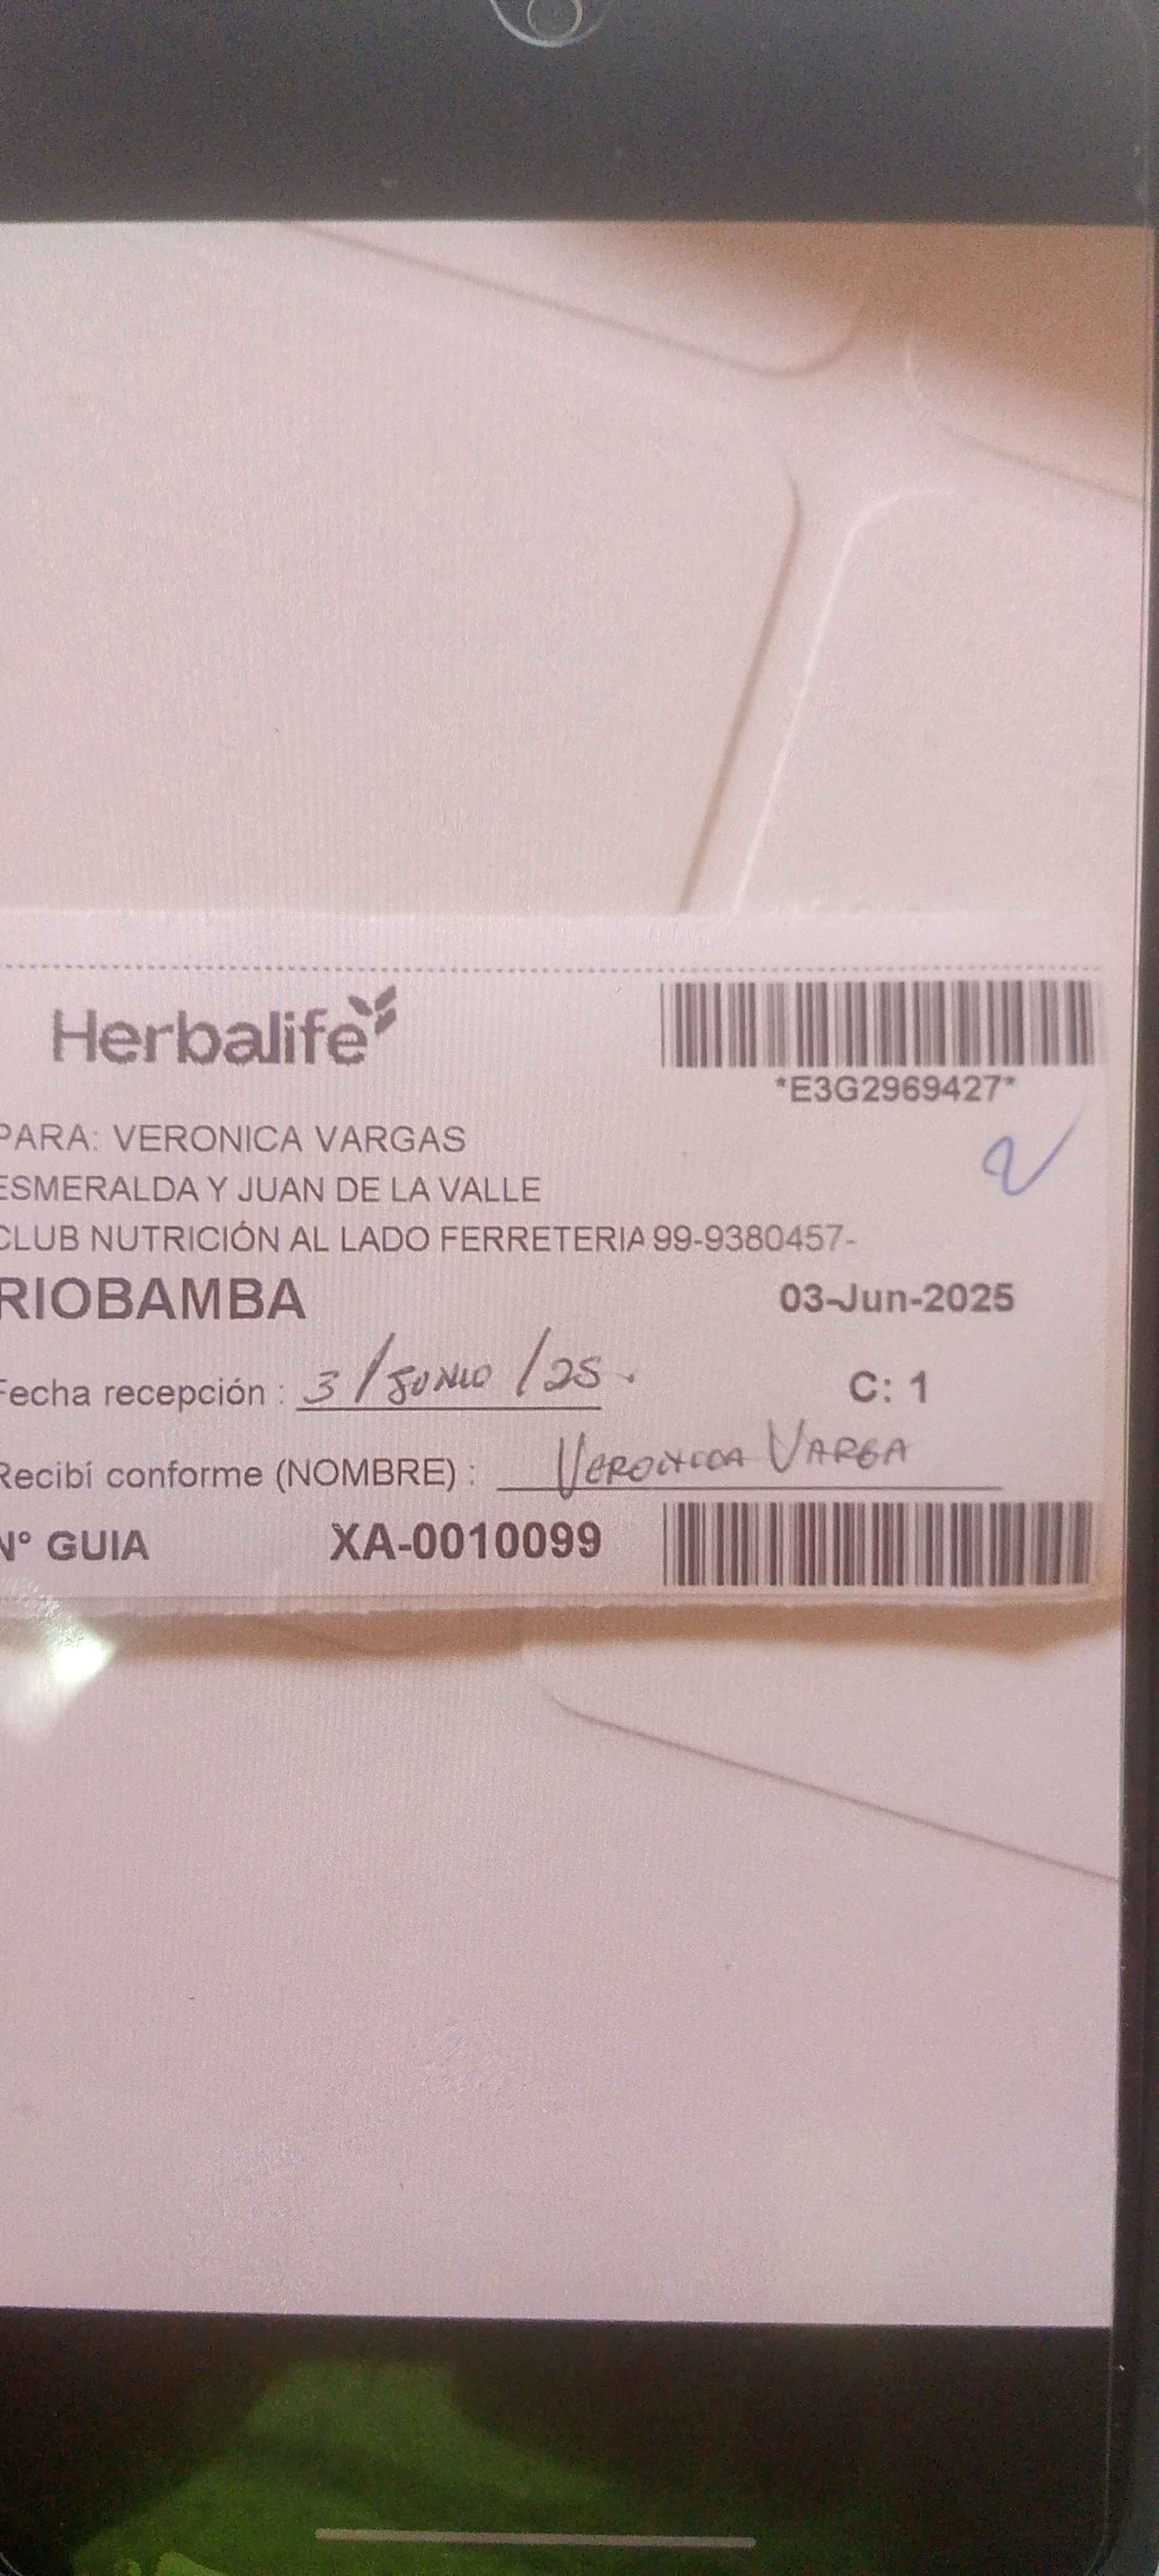 Herbalife
*E3G2969427*
PARA: VERONICA VARGAS
ESMERALDA Y JUAN DE LA VALLE
CLUB NUTRICIÓN AL LADO FERRETERIA 99-9380457-
RIOBAMBA 03-Jun-2025
Fecha recepción : 3/JUNIO/25.
C: 1
Recibí conforme (NOMBRE) : VERONICA VARGA
N° GUIA XA-0010099